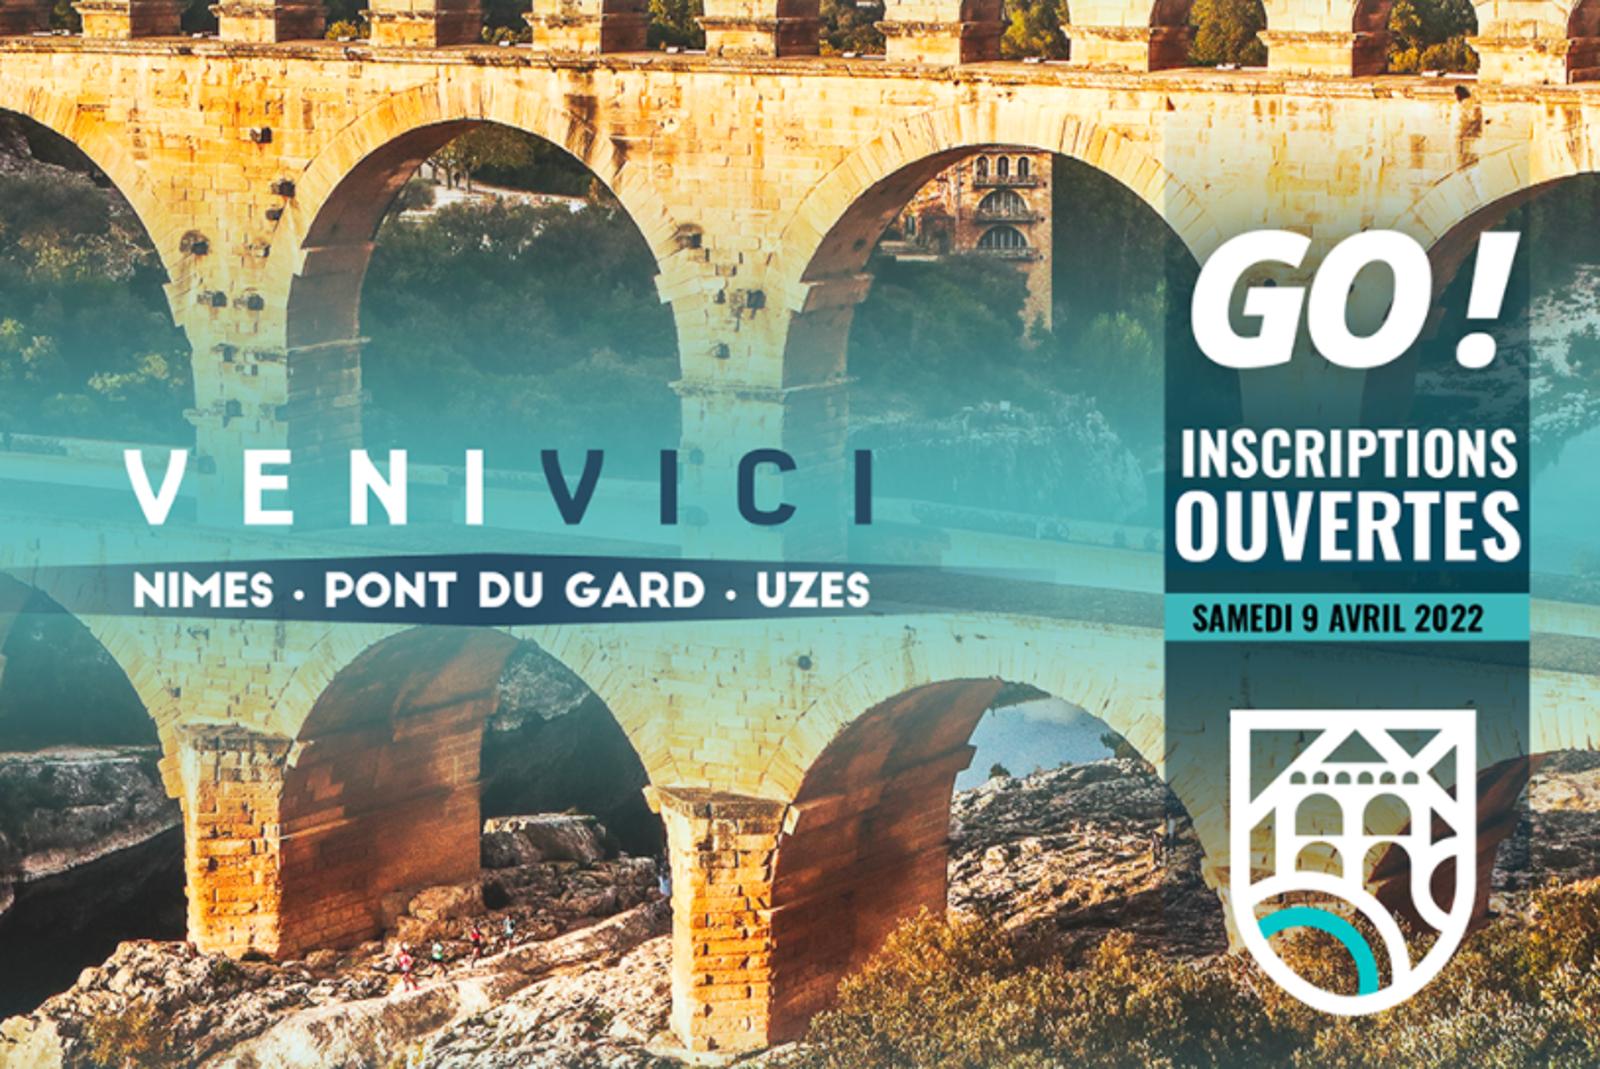 VENIVICI
NIMES · PONT DU GARD · UZES
GO !
INSCRIPTIONS
OUVERTES
SAMEDI 9 AVRIL 2022